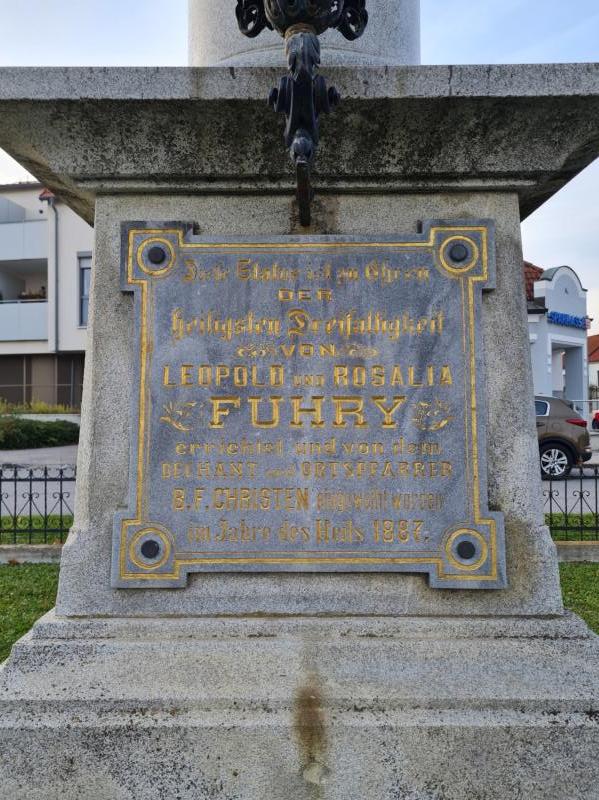 Diese Statue ist zu Ehren
DER
heiligsten Dreifaltigkeit
VON
LEOPOLD und ROSALIA
FUHRY
errichtet und von dem
DECHANT und ORTSPFARRER
B.F. CHRISTEN eingeweiht worden
im Jahre des Heils 1887.